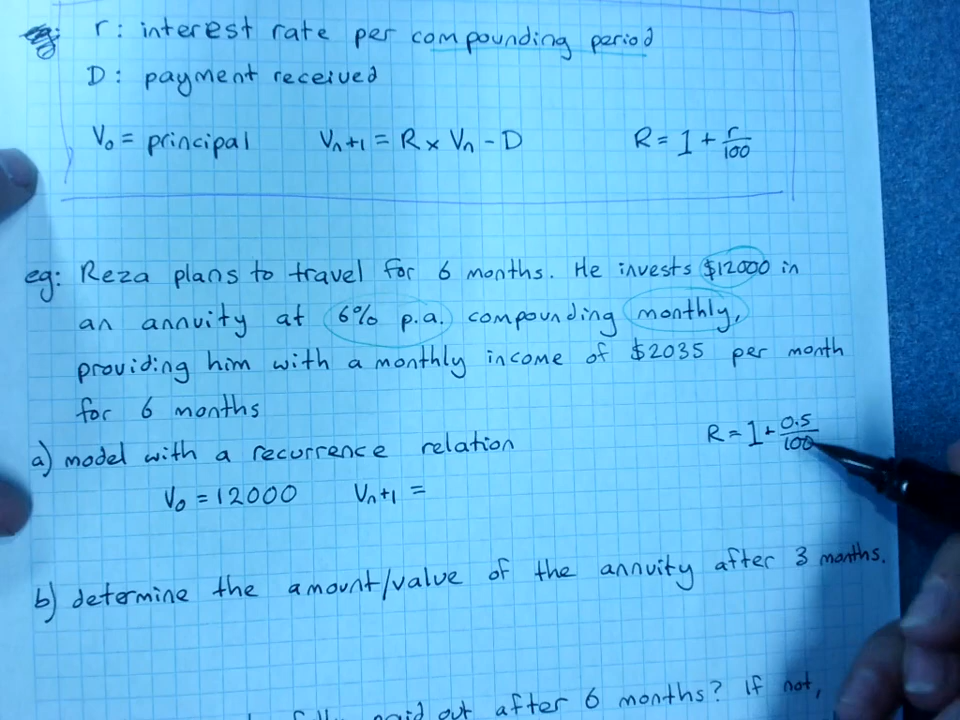 r: interest rate per compounding period
D: payment received
V₀ = principal Vₙ₊₁ = R × Vₙ - D R = 1 + r/100
eg: Reza plans to travel for 6 months. He invests $12000 in
an annuity at 6% p.a. compounding monthly,
providing him with a monthly income of $2035 per month
for 6 months
a) model with a recurrence relation R = 1 + 0.5/100
V₀ = 12000 Vₙ₊₁ =
b) determine the amount/value of the annuity after 3 months.
paid out after 6 months? If not,